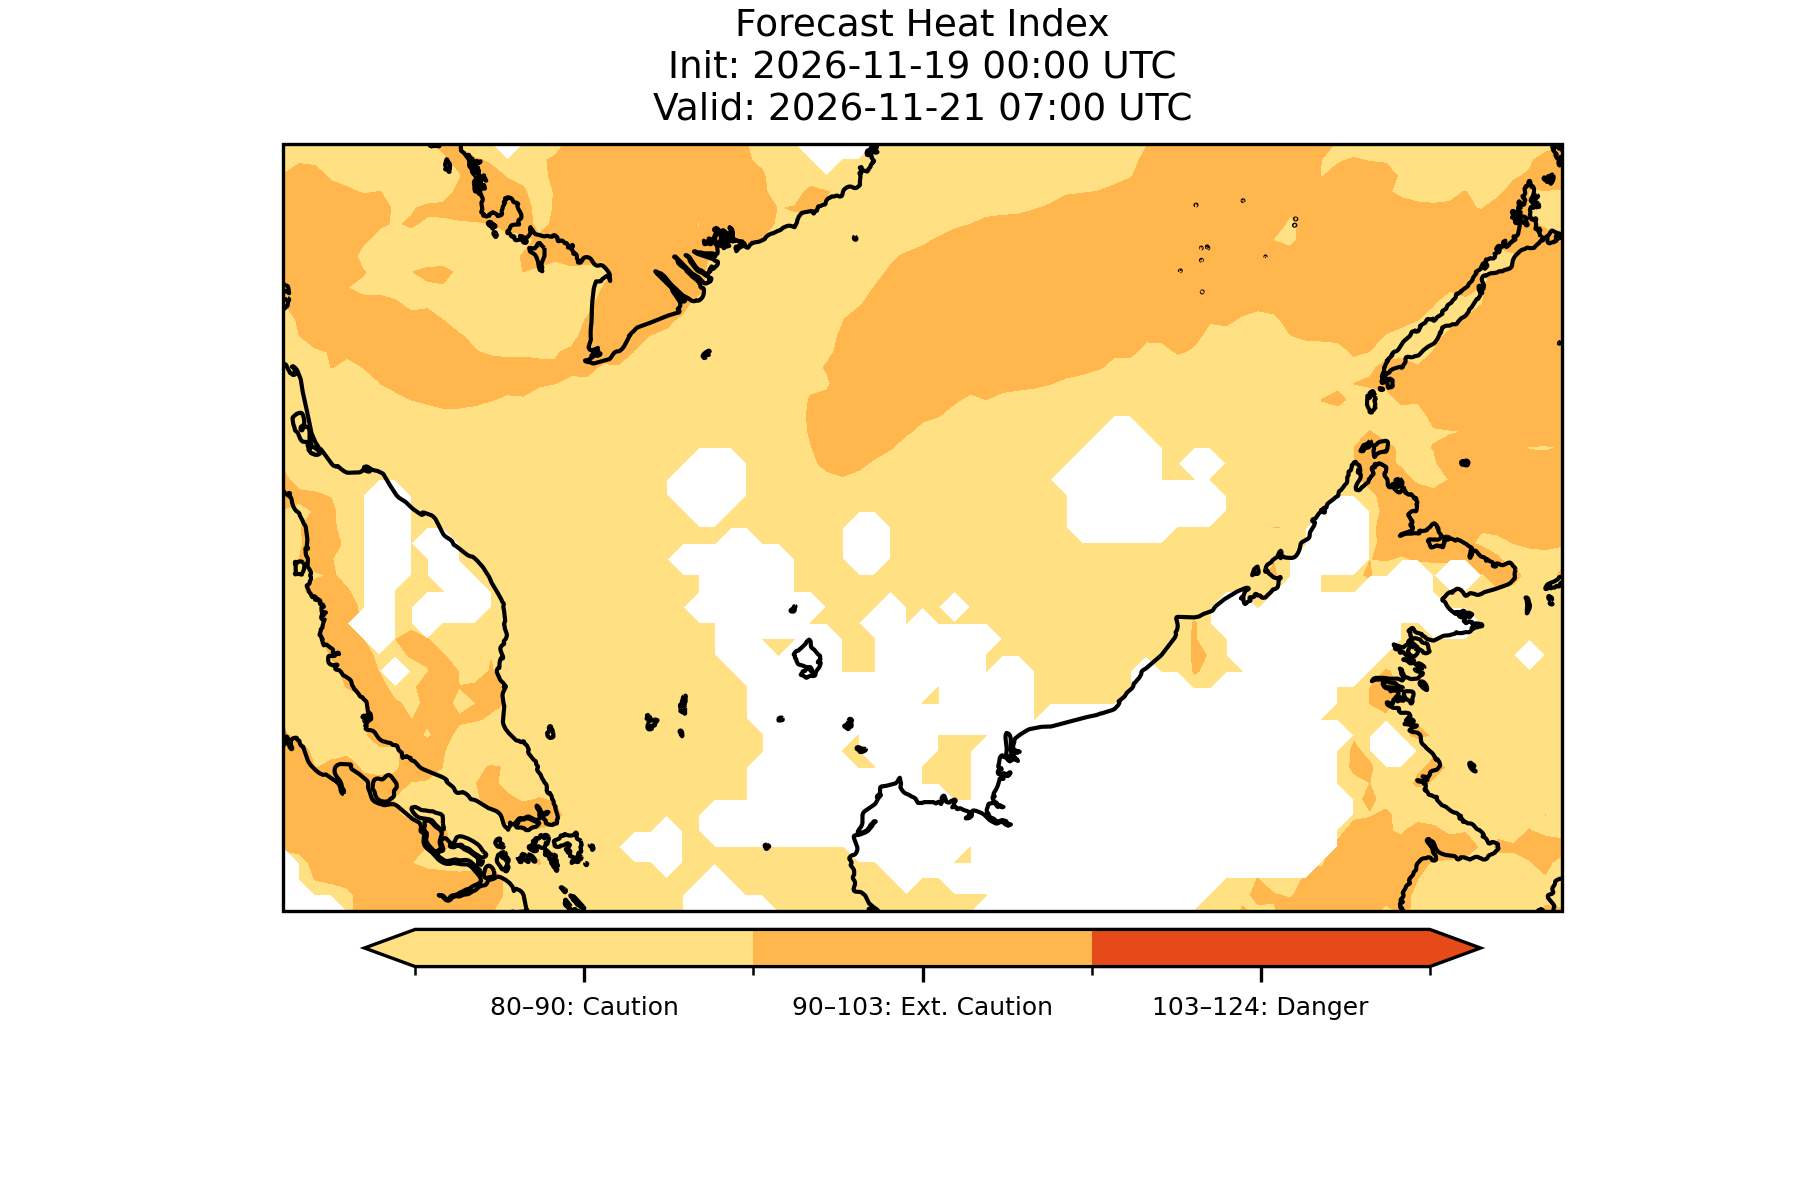 Forecast Heat Index
Init: 2026-11-19 00:00 UTC
Valid: 2026-11-21 07:00 UTC
80–90: Caution
90–103: Ext. Caution
103–124: Danger